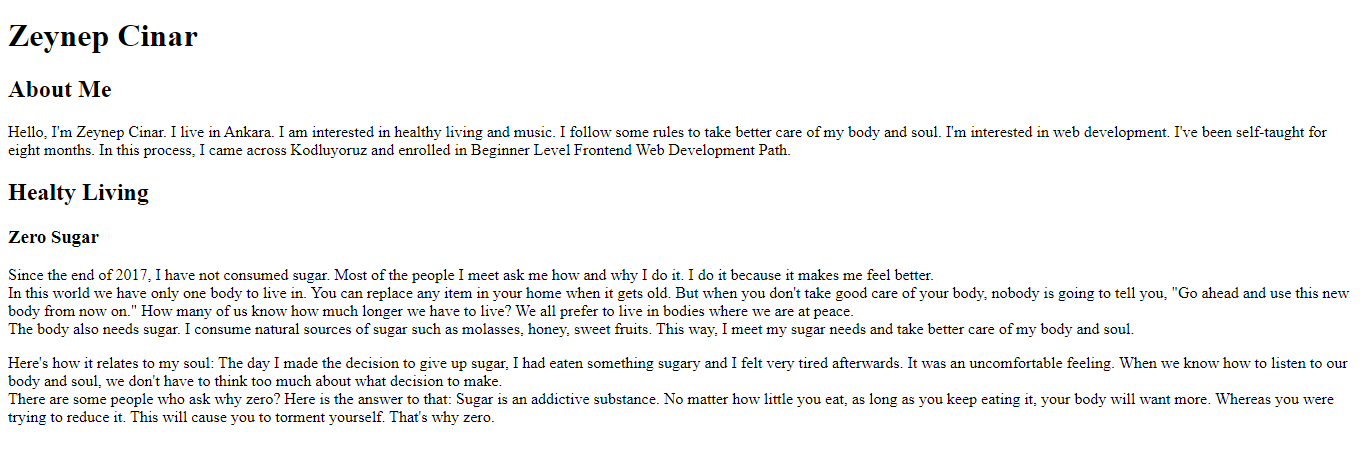 Zeynep Cinar
About Me
Hello, I'm Zeynep Cinar. I live in Ankara. I am interested in healthy living and music. I follow some rules to take better care of my body and soul. I'm interested in web development. I've been self-taught for
eight months. In this process, I came across Kodluyoruz and enrolled in Beginner Level Frontend Web Development Path.
Healty Living
Zero Sugar
Since the end of 2017, I have not consumed sugar. Most of the people I meet ask me how and why I do it. I do it because it makes me feel better.
In this world we have only one body to live in. You can replace any item in your home when it gets old. But when you don't take good care of your body, nobody is going to tell you, "Go ahead and use this new
body from now on." How many of us know how much longer we have to live? We all prefer to live in bodies where we are at peace.
The body also needs sugar. I consume natural sources of sugar such as molasses, honey, sweet fruits. This way, I meet my sugar needs and take better care of my body and soul.
Here's how it relates to my soul: The day I made the decision to give up sugar, I had eaten something sugary and I felt very tired afterwards. It was an uncomfortable feeling. When we know how to listen to our
body and soul, we don't have to think too much about what decision to make.
There are some people who ask why zero? Here is the answer to that: Sugar is an addictive substance. No matter how little you eat, as long as you keep eating it, your body will want more. Whereas you were
trying to reduce it. This will cause you to torment yourself. That's why zero.